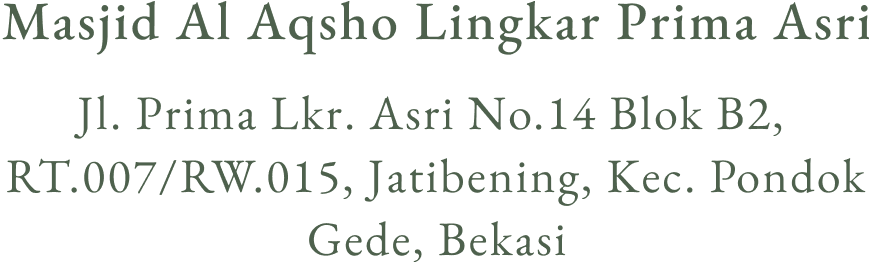 Masjid Al Aqsho Lingkar Prima Asri
Jl. Prima Lkr. Asri No.14 Blok B2,
RT.007/RW.015, Jatibening, Kec. Pondok
Gede, Bekasi